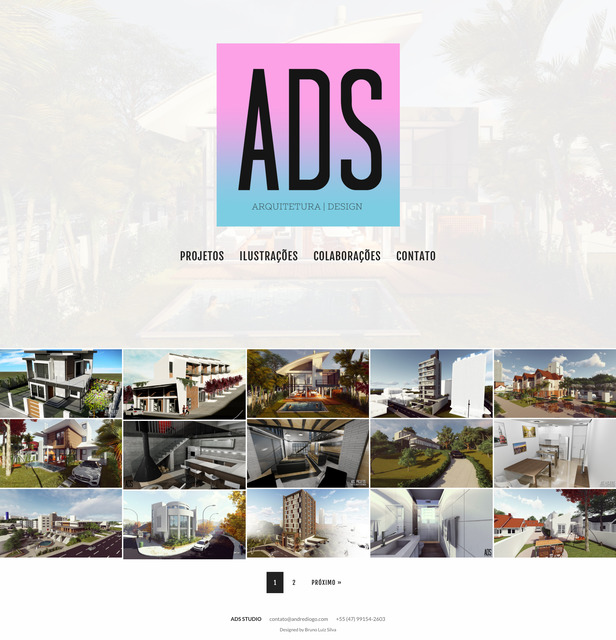 ADS
ARQUITETURA | DESIGN
PROJETOS ILUSTRAÇÕES COLABORAÇÕES CONTATO
ADS
1 2 PRÓXIMO »
ADS STUDIO contato@andrediogo.com +55 (47) 99154-2603
Designed by Bruno Luiz Silva